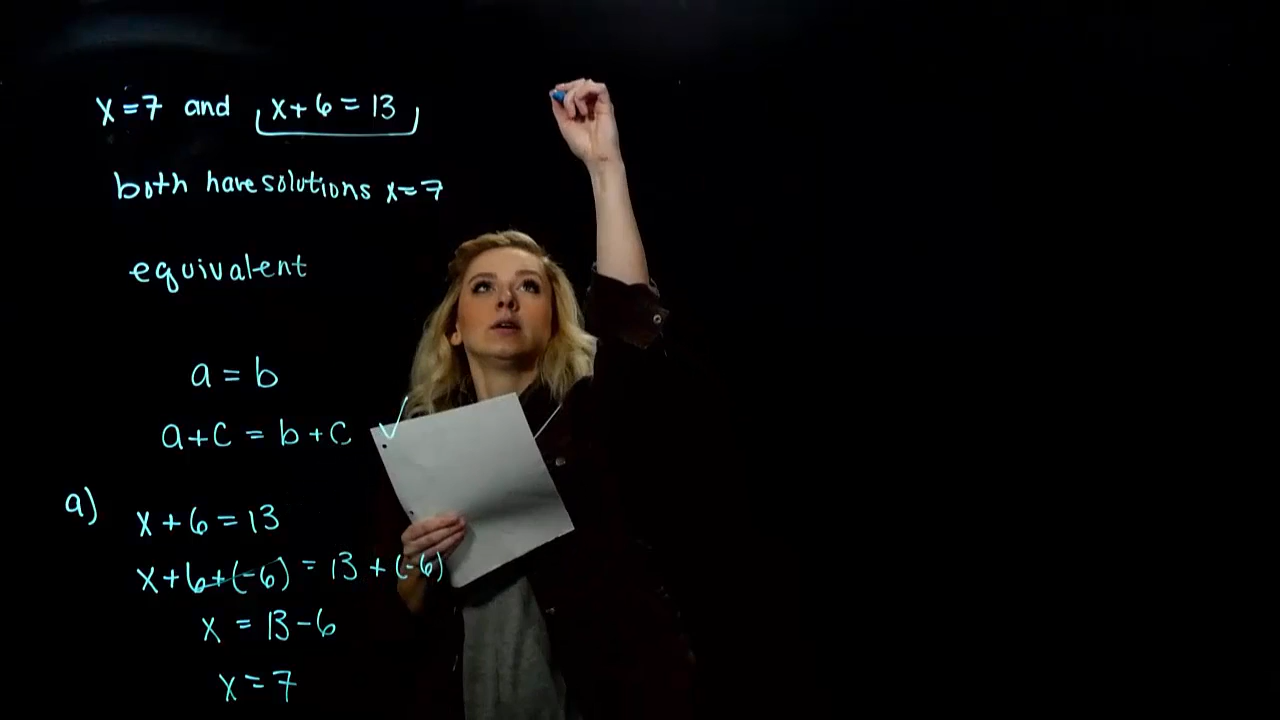 x=7 and x+6=13
both have solutions x=7
equivalent
a=b
a+c=b+c ✓
a) x+6=13
x+6+(-6)=13+(-6)
x=13-6
x=7